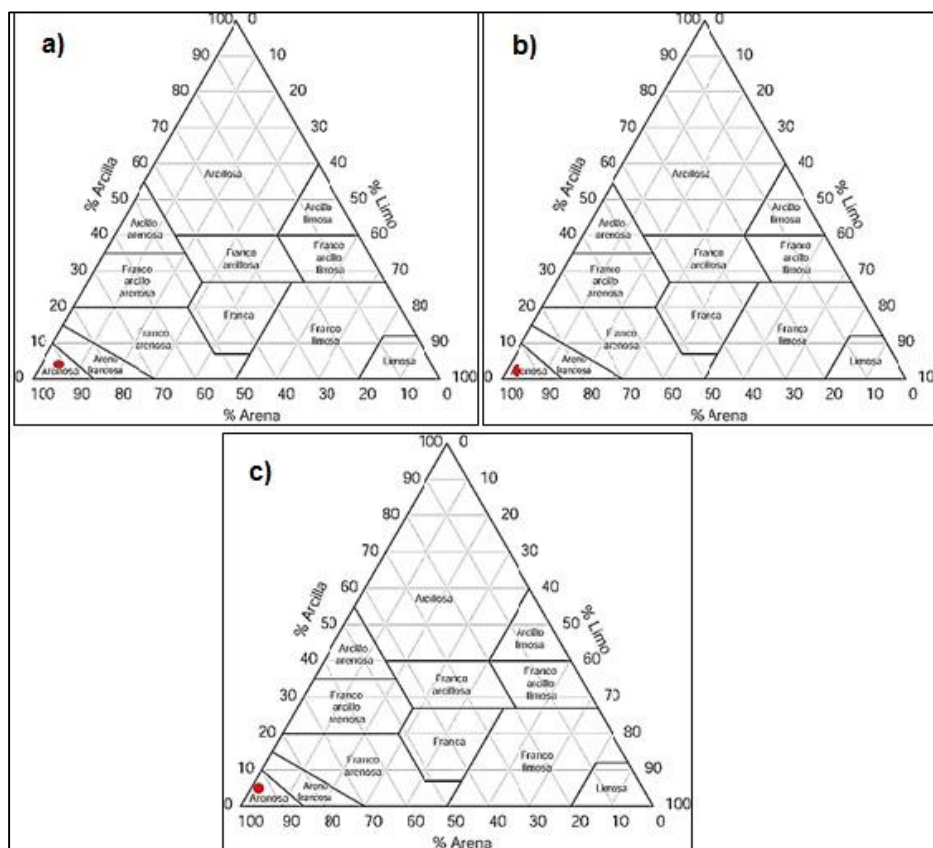 a)
100 0
90 10
80 20
70 30
60 40
50 50
40 60
30 70
20 80
10 90
0 100
% Arcilla
% Limo
Arcillosa
Arcillo
limosa
Arcillo
arenosa
Franco
arcillosa
Franco
arcillo
limosa
Franco
arcillo
arenosa
Franca
Franco
limosa
Franco
arenosa
Areno
francosa
Arenosa
Limosa
100 90 80 70 60 50 40 30 20 10 0
% Arena
b)
100 0
90 10
80 20
70 30
60 40
50 50
40 60
30 70
20 80
10 90
0 100
% Arcilla
% Limo
Arcillosa
Arcillo
limosa
Arcillo
arenosa
Franco
arcillosa
Franco
arcillo
limosa
Franco
arcillo
arenosa
Franca
Franco
limosa
Franco
arenosa
Areno
francosa
Limosa
100 90 80 70 60 50 40 30 20 10 0
% Arena
c)
100 0
90 10
80 20
70 30
60 40
50 50
40 60
30 70
20 80
10 90
0 100
% Arcilla
% Limo
Arcillosa
Arcillo
limosa
Arcillo
arenosa
Franco
arcillosa
Franco
arcillo
limosa
Franco
arcillo
arenosa
Franca
Franco
limosa
Franco
arenosa
Areno
francosa
Arenosa
Limosa
100 90 80 70 60 50 40 30 20 10 0
% Arena